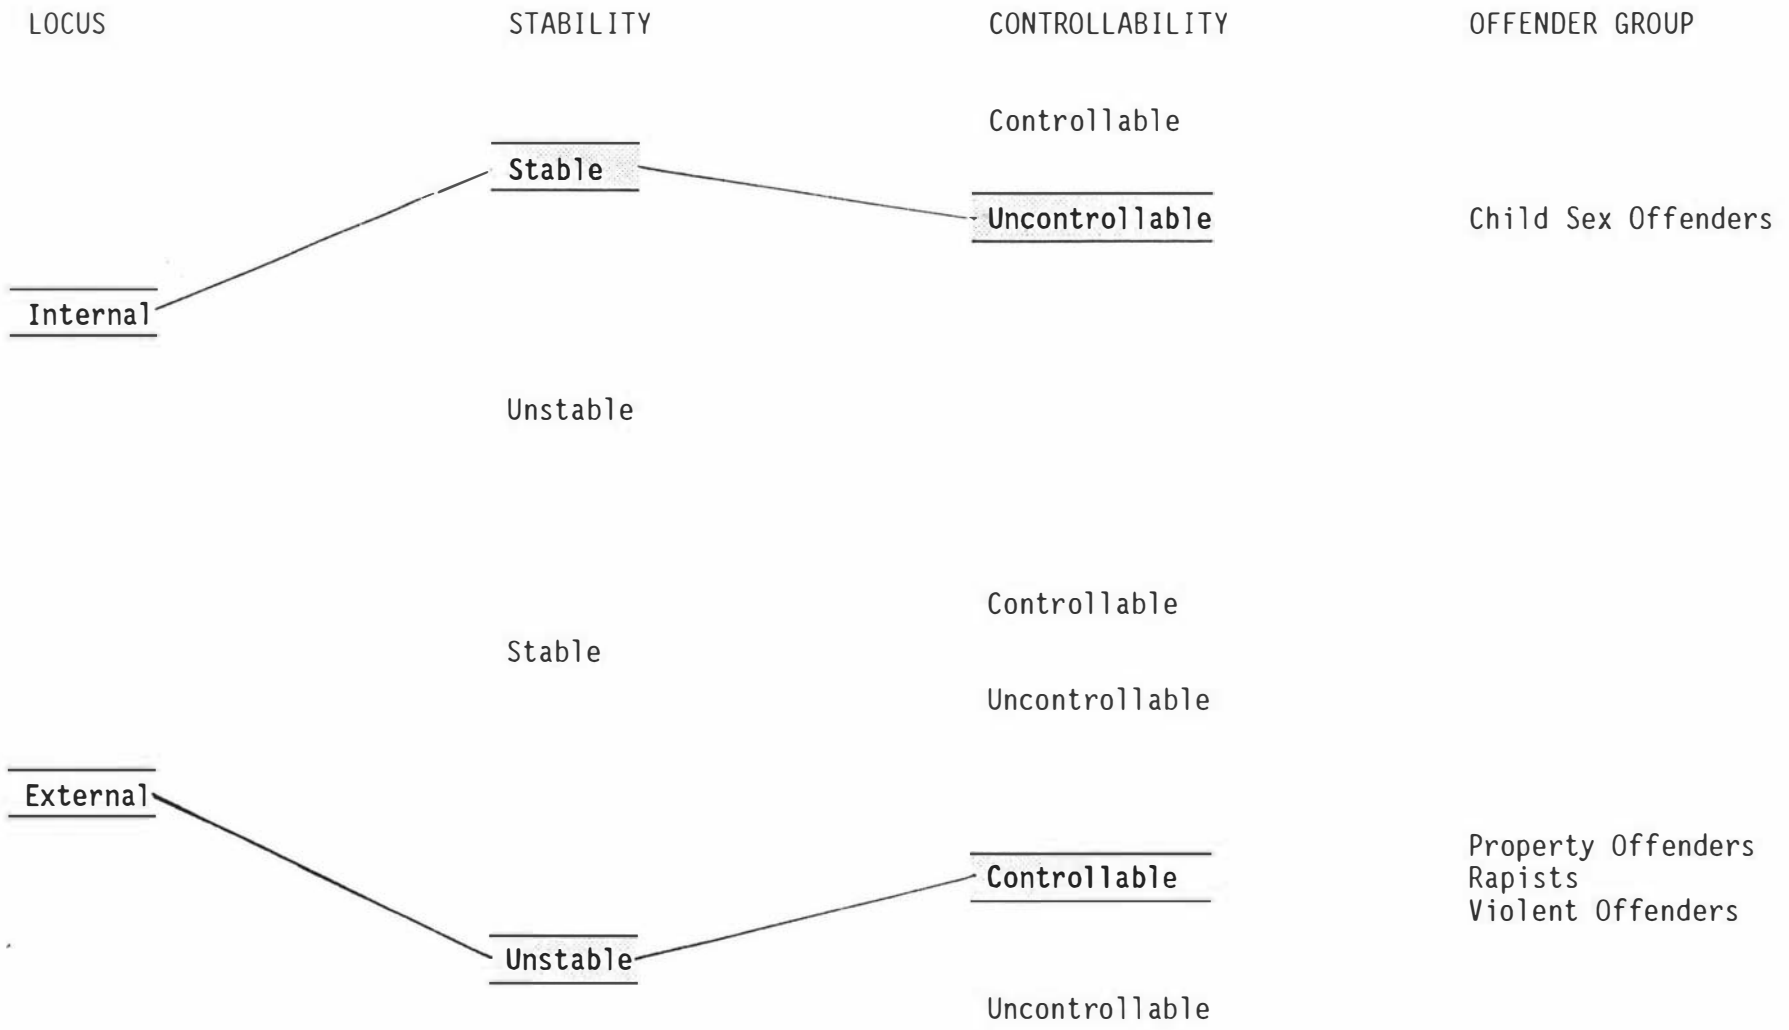 LOCUS STABILITY CONTROLLABILITY OFFENDER GROUP
Controllable
Stable
Uncontrollable Child Sex Offenders
Internal
Unstable
Controllable
Stable
Uncontrollable
External
Property Offenders
Controllable Rapists
Violent Offenders
Unstable
Uncontrollable